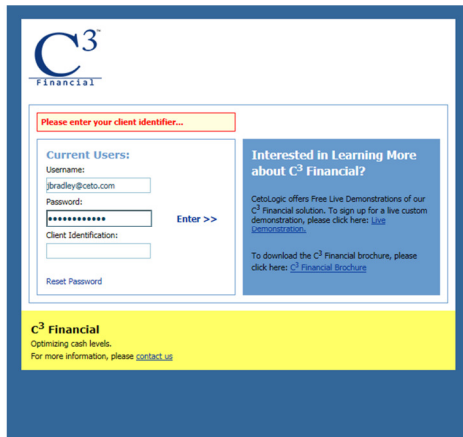 C3™
Financial
Please enter your client identifier...
Current Users:
Username:
jbradley@ceto.com
Password:
••••••••••••
Enter >>
Client Identification:
Reset Password
Interested in Learning More
about C3 Financial?
CetoLogic offers Free Live Demonstrations of our
C3 Financial solution. To sign up for a live custom
demonstration, please click here: Live
Demonstration.
To download the C3 Financial brochure, please
click here: C3 Financial Brochure
C3 Financial
Optimizing cash levels.
For more information, please contact us